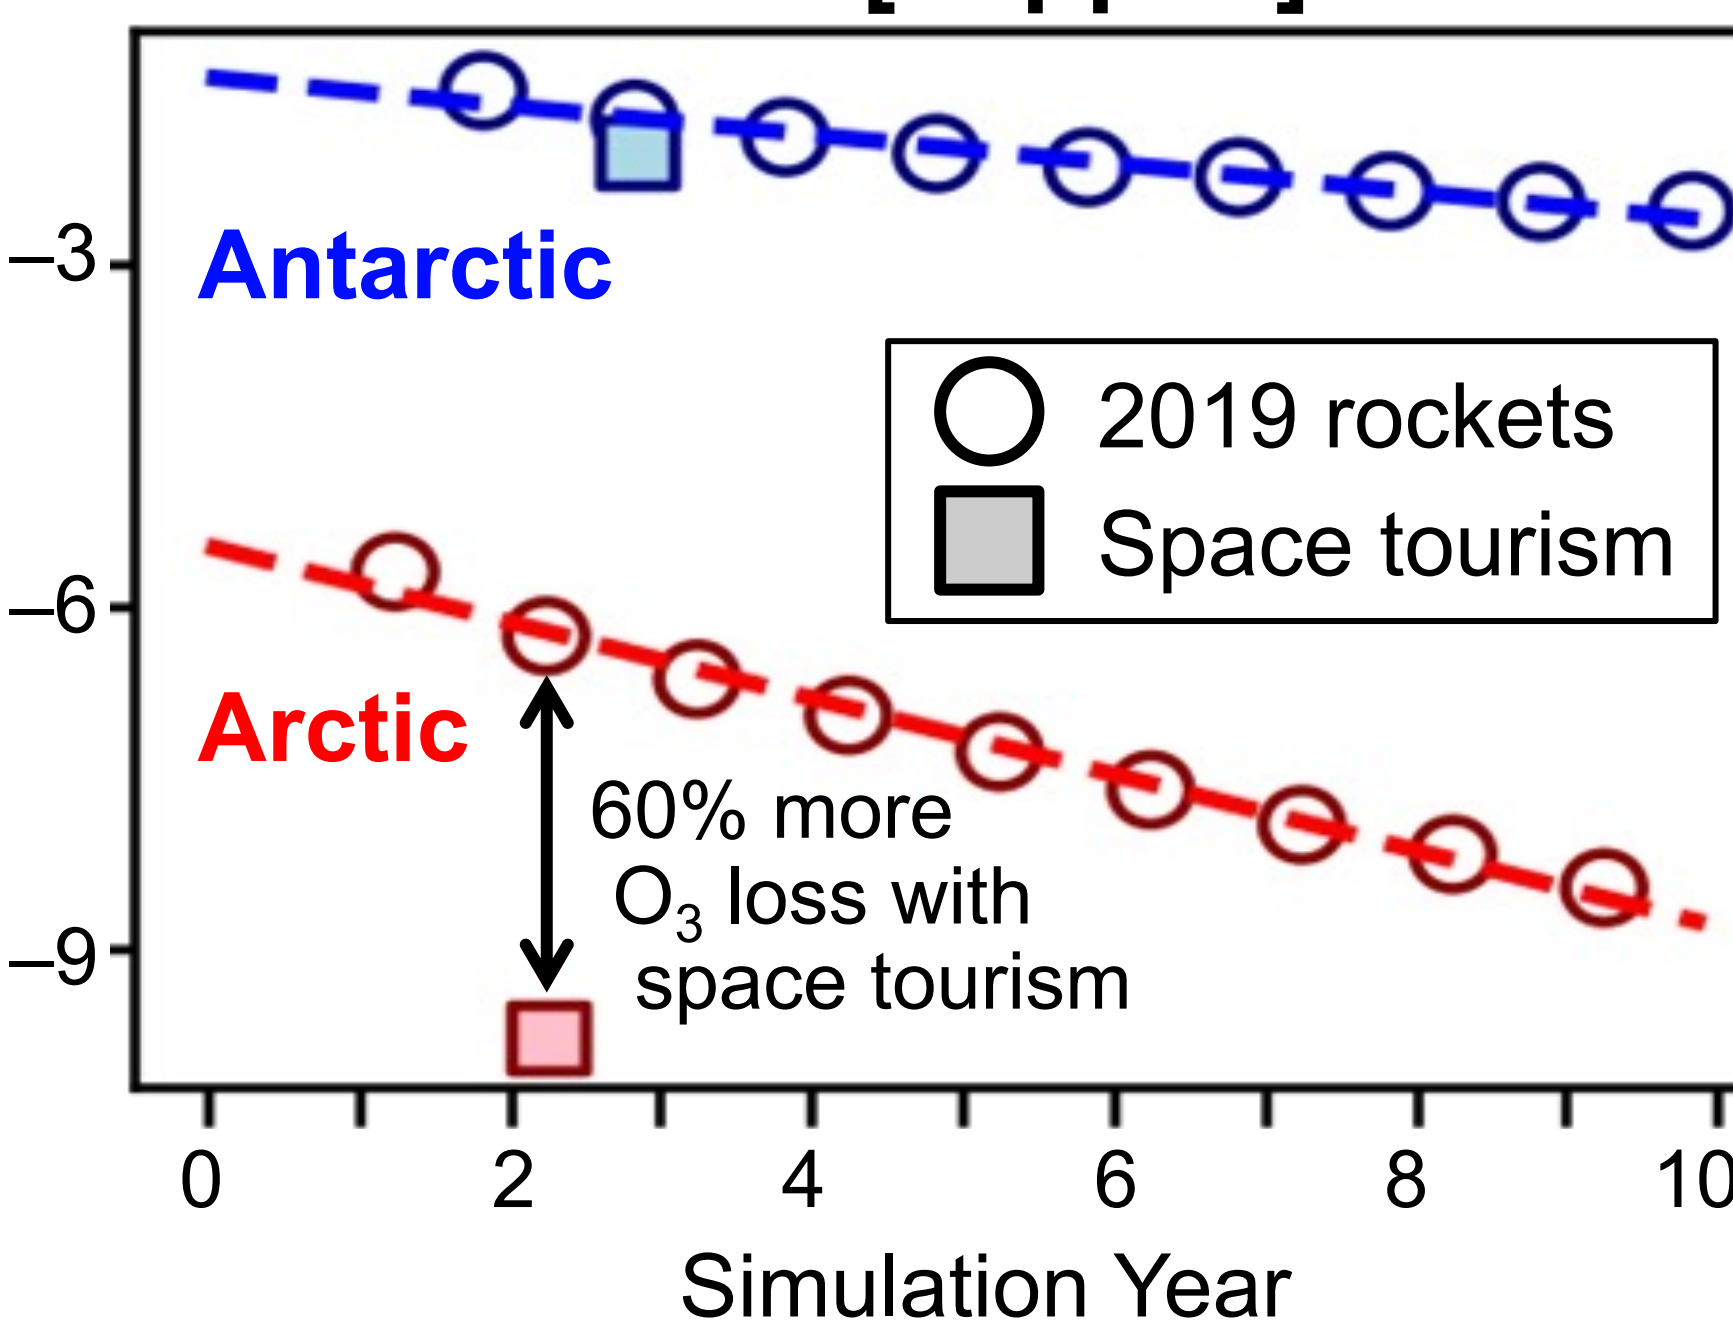 –3
Antarctic
2019 rockets
Space tourism
–6
Arctic
60% more
O₃ loss with
space tourism
–9
0 2 4 6 8 10
Simulation Year